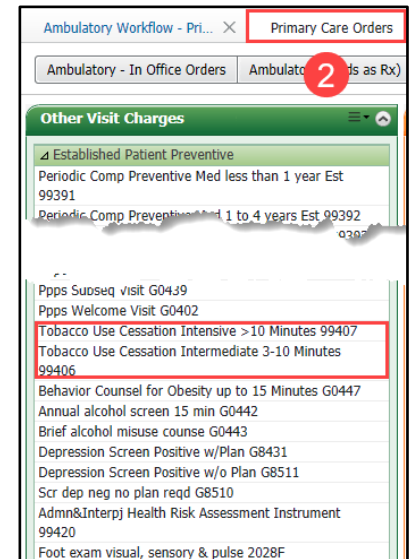 Ambulatory Workflow - Pri... × Primary Care Orders
Ambulatory - In Office Orders Ambulato ds as Rx)
2
Other Visit Charges
Established Patient Preventive
Periodic Comp Preventive Med less than 1 year Est
99391
Periodic Comp Preventive Med 1 to 4 years Est 99392
Ppps Subseq Visit G0439
Ppps Welcome Visit G0402
Tobacco Use Cessation Intensive >10 Minutes 99407
Tobacco Use Cessation Intermediate 3-10 Minutes
99406
Behavior Counsel for Obesity up to 15 Minutes G0447
Annual alcohol screen 15 min G0442
Brief alcohol misuse counse G0443
Depression Screen Positive w/Plan G8431
Depression Screen Positive w/o Plan G8511
Scr dep neg no plan reqd G8510
Admn&Interpj Health Risk Assessment Instrument
99420
Foot exam visual, sensory & pulse 2028F